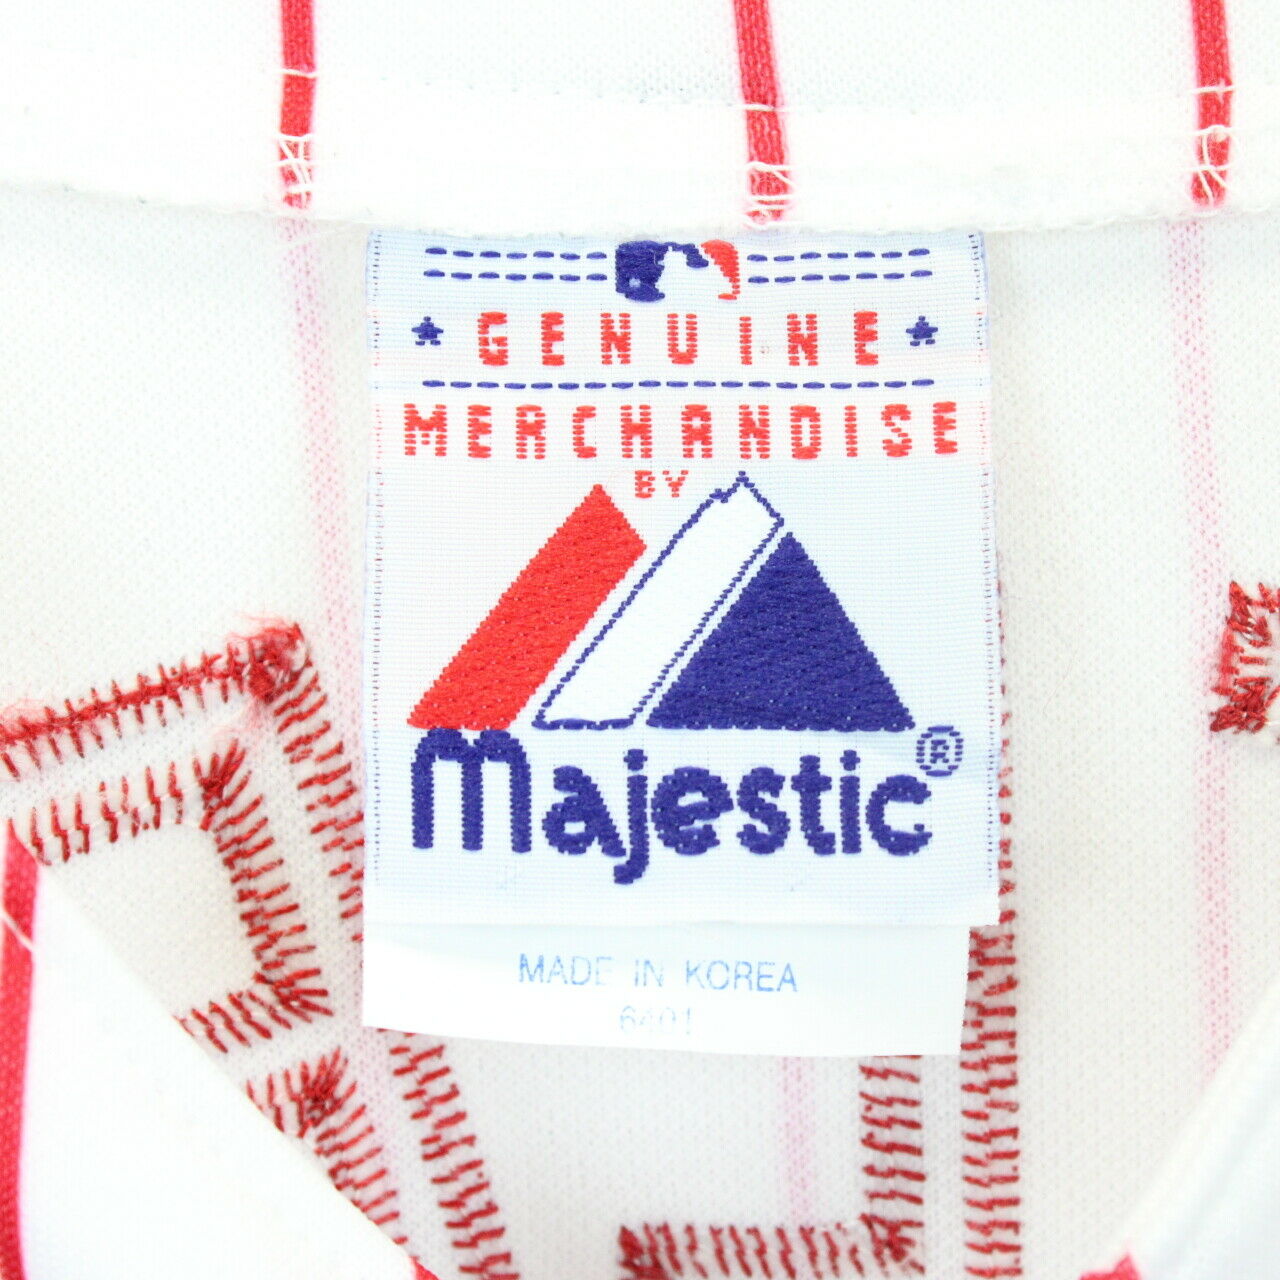 GENUINE
MERCHANDISE
BY
Majestic®
MADE IN KOREA
6401